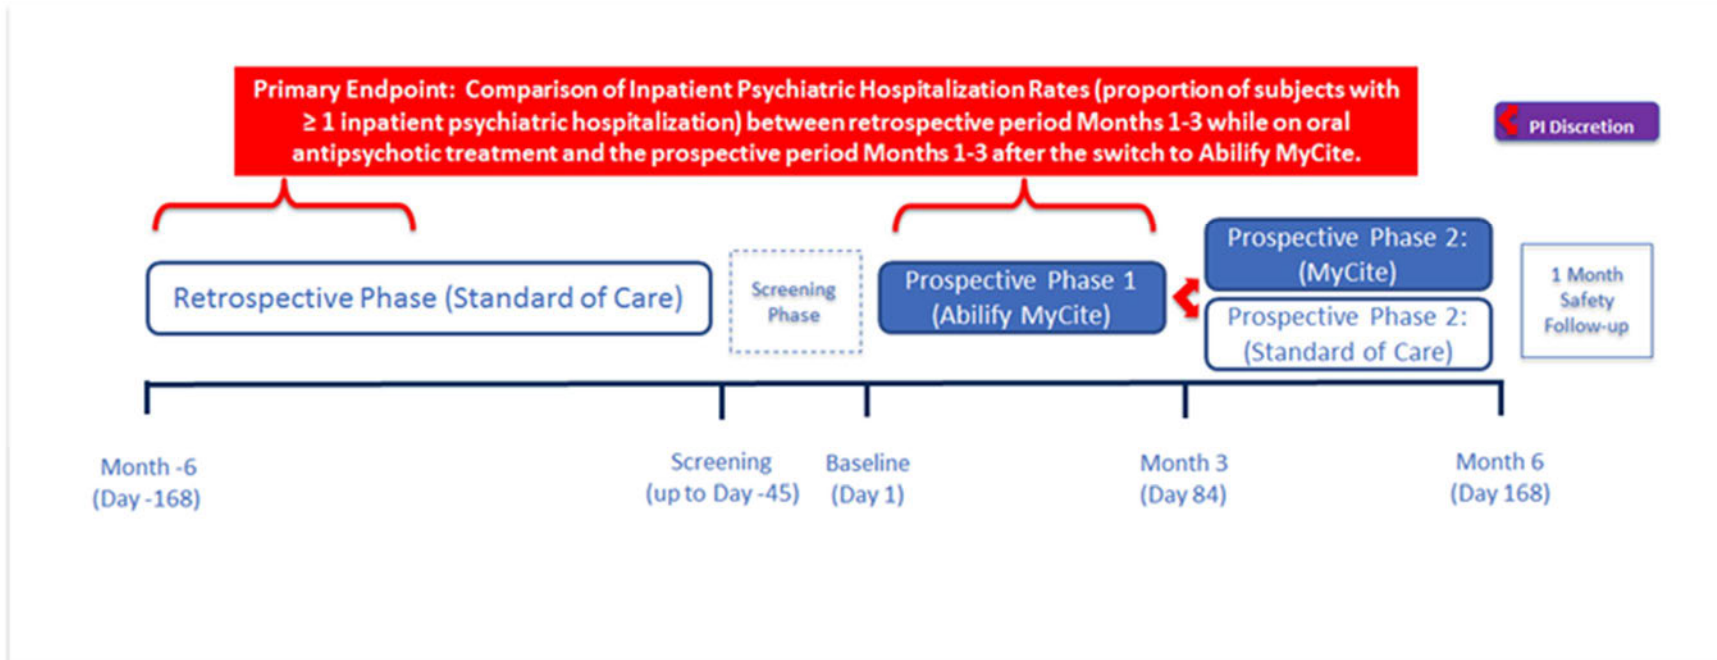 Primary Endpoint: Comparison of Inpatient Psychiatric Hospitalization Rates (proportion of subjects with
≥ 1 inpatient psychiatric hospitalization) between retrospective period Months 1-3 while on oral
antipsychotic treatment and the prospective period Months 1-3 after the switch to Abilify MyCite.
PI Discretion
Retrospective Phase (Standard of Care)
Screening
Phase
Prospective Phase 1
(Abilify MyCite)
Prospective Phase 2:
(MyCite)
Prospective Phase 2:
(Standard of Care)
1 Month
Safety
Follow-up
Month -6
(Day -168)
Screening
(up to Day -45)
Baseline
(Day 1)
Month 3
(Day 84)
Month 6
(Day 168)